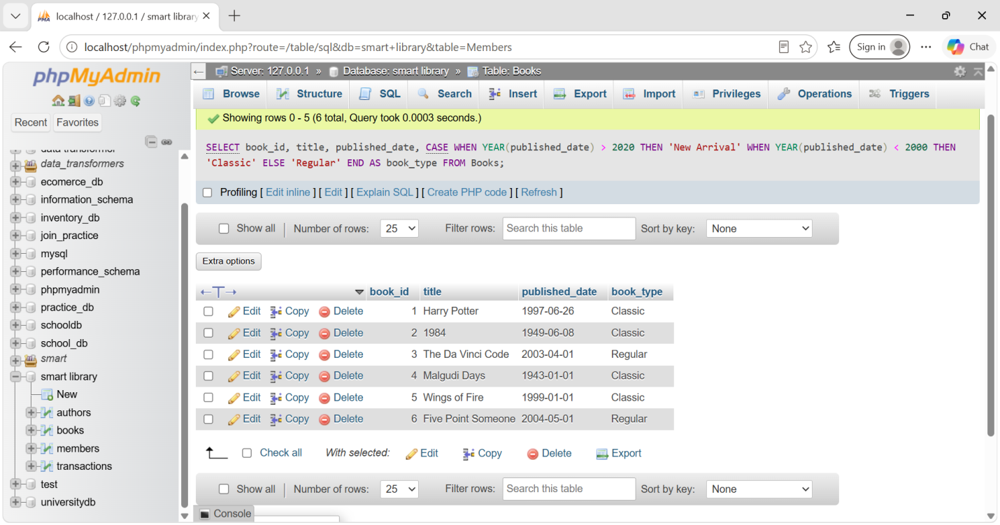 localhost / 127.0.0.1 / smart library
localhost/phpmyadmin/index.php?route=/table/sql&db=smart+library&table=Members
Sign in
Chat
phpMyAdmin
Recent
Favorites
data_transformers
ecomerce_db
information_schema
inventory_db
join_practice
mysql
performance_schema
phpmyadmin
practice_db
schooldb
school_db
smart
smart library
New
authors
books
members
transactions
test
universitydb
Server: 127.0.0.1 » Database: smart library » Table: Books
Browse Structure SQL Search Insert Export Import Privileges Operations Triggers
Showing rows 0 - 5 (6 total, Query took 0.0003 seconds.)
SELECT book_id, title, published_date, CASE WHEN YEAR(published_date) > 2020 THEN 'New Arrival' WHEN YEAR(published_date) < 2000 THEN
'Classic' ELSE 'Regular' END AS book_type FROM Books;
Profiling [ Edit inline ] [ Edit ] [ Explain SQL ] [ Create PHP code ] [ Refresh ]
Show all | Number of rows: 25 Filter rows: Search this table Sort by key: None
Extra options
book_id title published_date book_type
Edit Copy Delete 1 Harry Potter 1997-06-26 Classic
Edit Copy Delete 2 1984 1949-06-08 Classic
Edit Copy Delete 3 The Da Vinci Code 2003-04-01 Regular
Edit Copy Delete 4 Malgudi Days 1943-01-01 Classic
Edit Copy Delete 5 Wings of Fire 1999-01-01 Classic
Edit Copy Delete 6 Five Point Someone 2004-05-01 Regular
Check all With selected: Edit Copy Delete Export
Show all | Number of rows: 25 Filter rows: Search this table Sort by key: None
Console